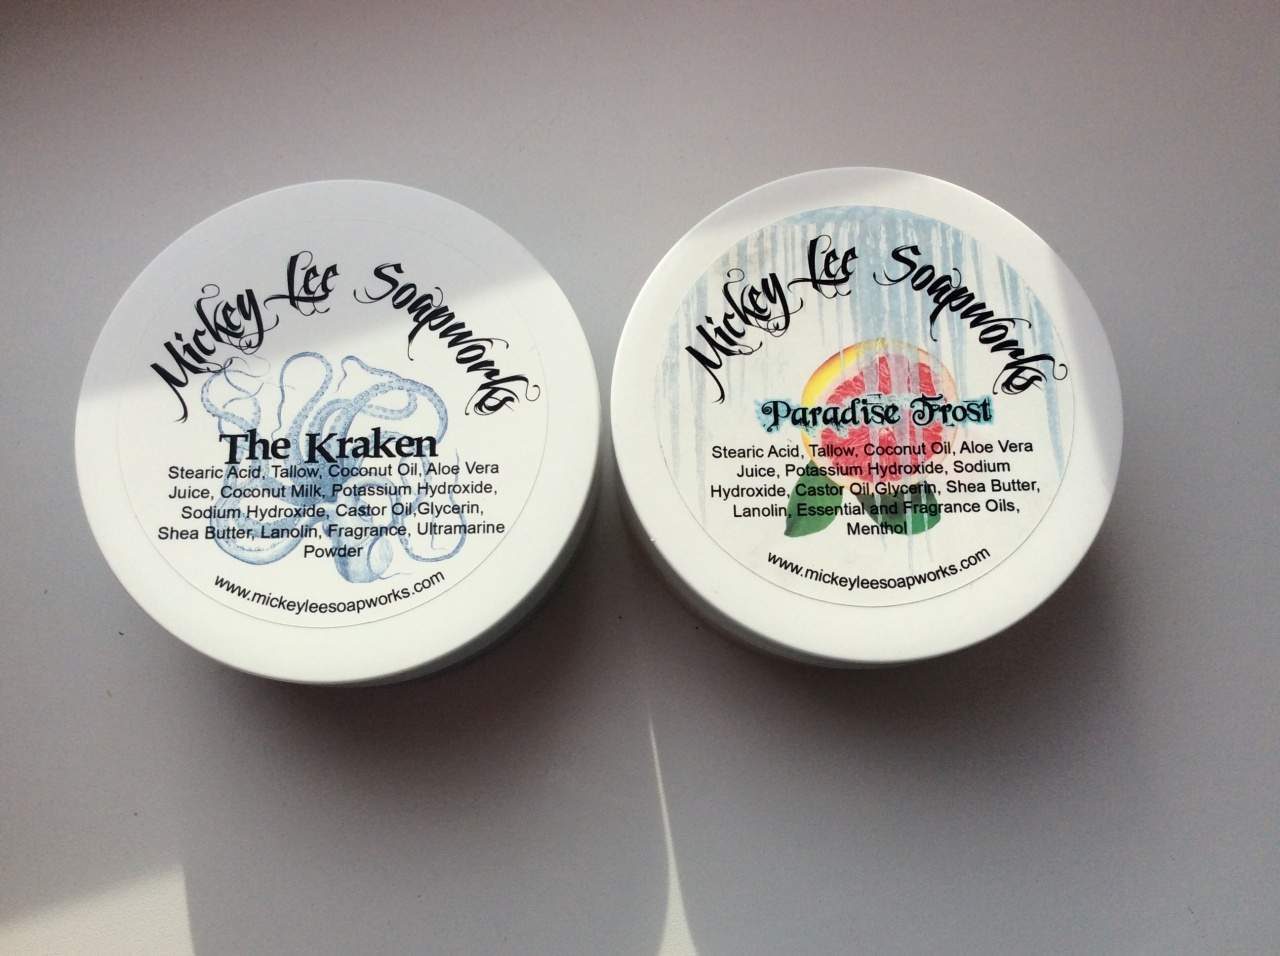 Mickey Lee Soapworks
The Kraken
Stearic Acid, Tallow, Coconut Oil, Aloe Vera
Juice, Coconut Milk, Potassium Hydroxide,
Sodium Hydroxide, Castor Oil,Glycerin,
Shea Butter, Lanolin, Fragrance, Ultramarine
Powder
www.mickeyleesoapworks.com
Mickey Lee Soapworks
Paradise Frost
Stearic Acid, Tallow, Coconut Oil, Aloe Vera
Juice, Potassium Hydroxide, Sodium
Hydroxide, Castor Oil,Glycerin, Shea Butter,
Lanolin, Essential and Fragrance Oils,
Menthol
www.mickeyleesoapworks.com